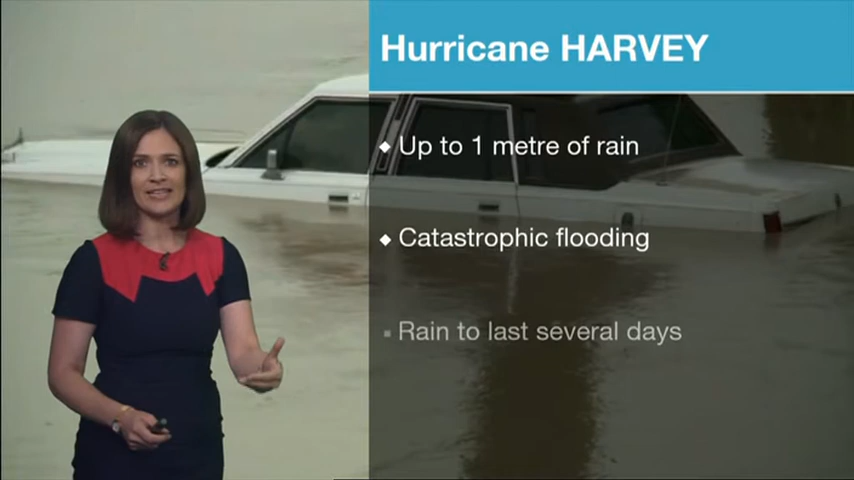 Hurricane HARVEY
Up to 1 metre of rain
Catastrophic flooding
Rain to last several days